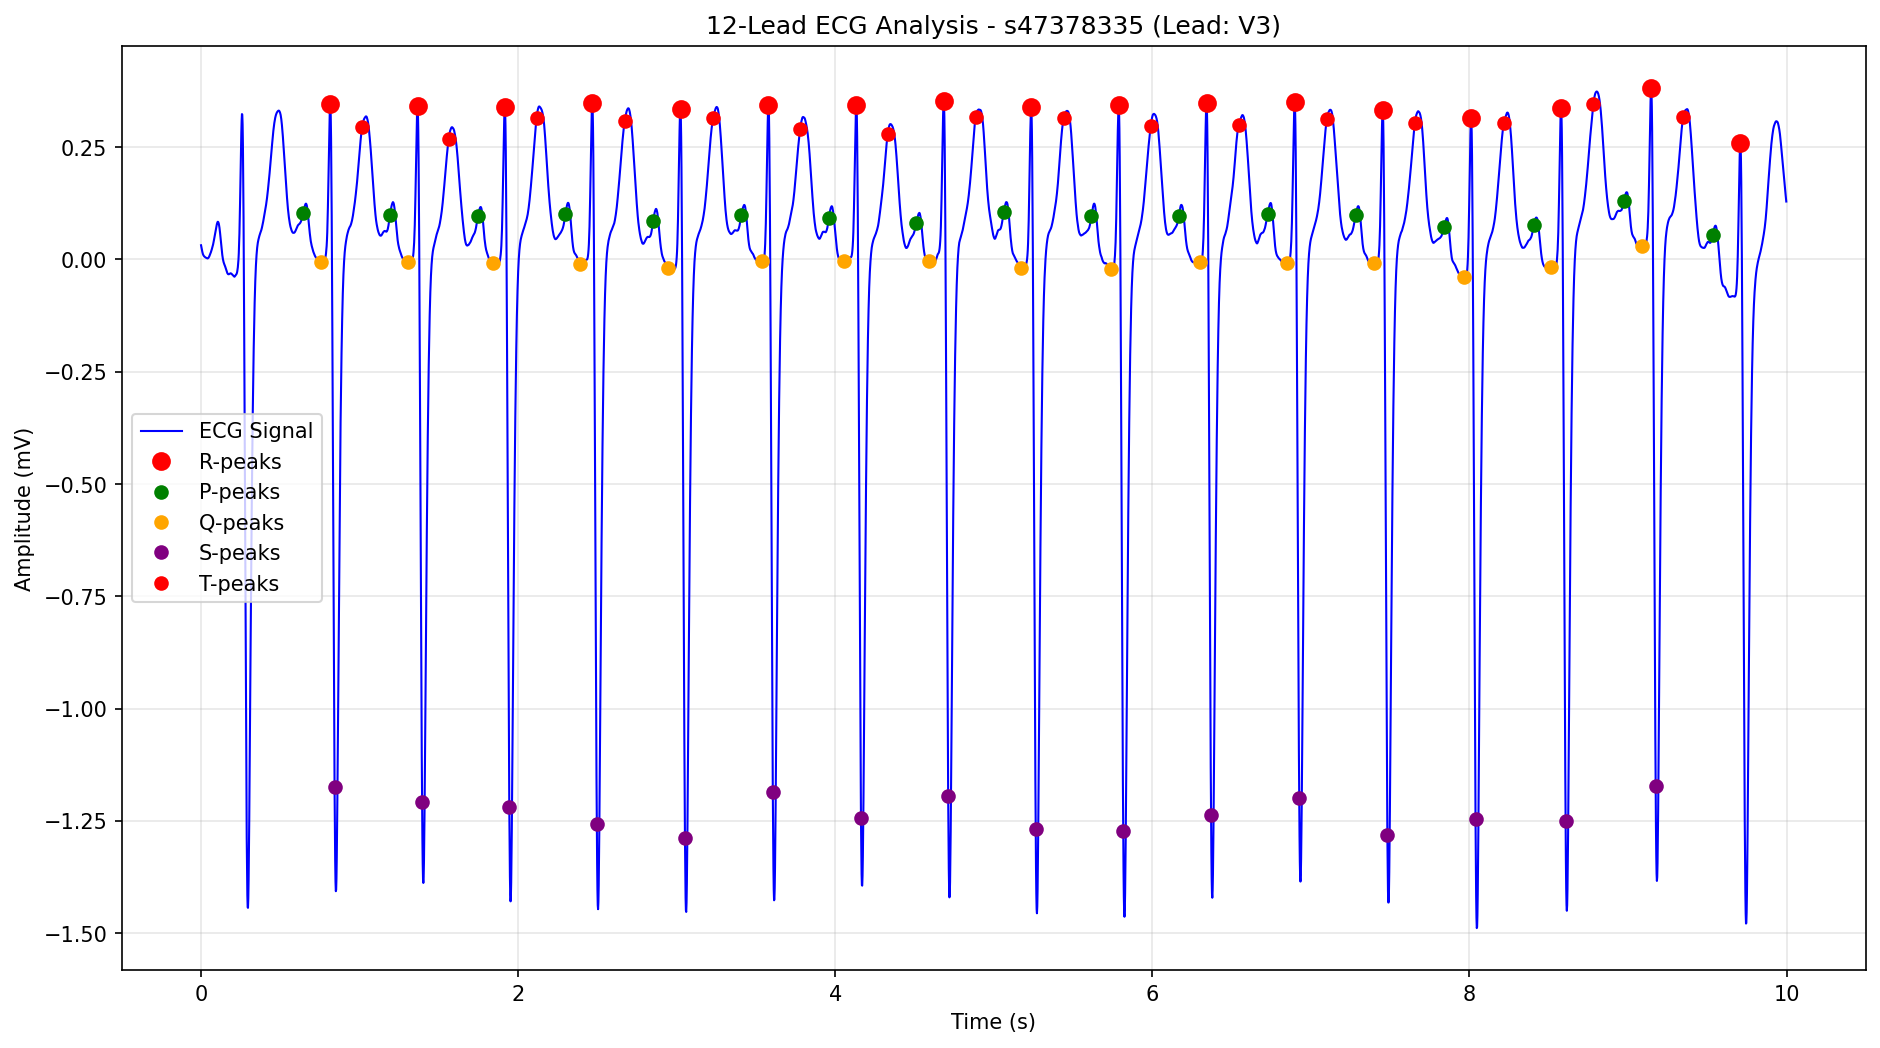 12-Lead ECG Analysis - s47378335 (Lead: V3)
Amplitude (mV)
0.25
0.00
−0.25
−0.50
−0.75
−1.00
−1.25
−1.50
ECG Signal
R-peaks
P-peaks
Q-peaks
S-peaks
T-peaks
0 2 4 6 8 10
Time (s)